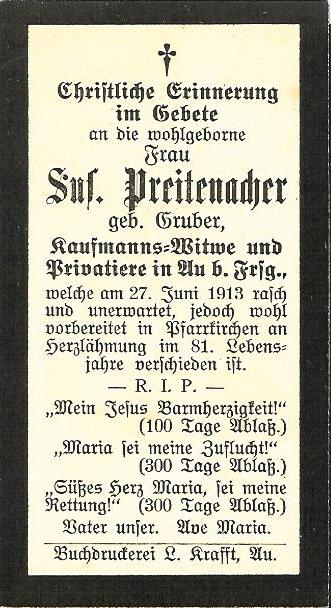 Christliche Erinnerung
im Gebete
an die wohlgeborne
Frau
Sus. Preitenacher
geb. Gruber,
Kaufmanns-Witwe und
Privatiere in Au b. Frsg.,
welche am 27. Juni 1913 rasch
und unerwartet, jedoch wohl
vorbereitet in Pfarrkirchen an
Herzlähmung im 81. Lebens-
jahre verschieden ist.
— R. I. P. —
„Mein Jesus Barmherzigkeit!"
(100 Tage Ablaß.)
„Maria sei meine Zuflucht!"
(300 Tage Ablaß.)
„Süßes Herz Maria, sei meine
Rettung!" (300 Tage Ablaß.)
Vater unser. Ave Maria.
Buchdruckerei L. Krafft, Au.